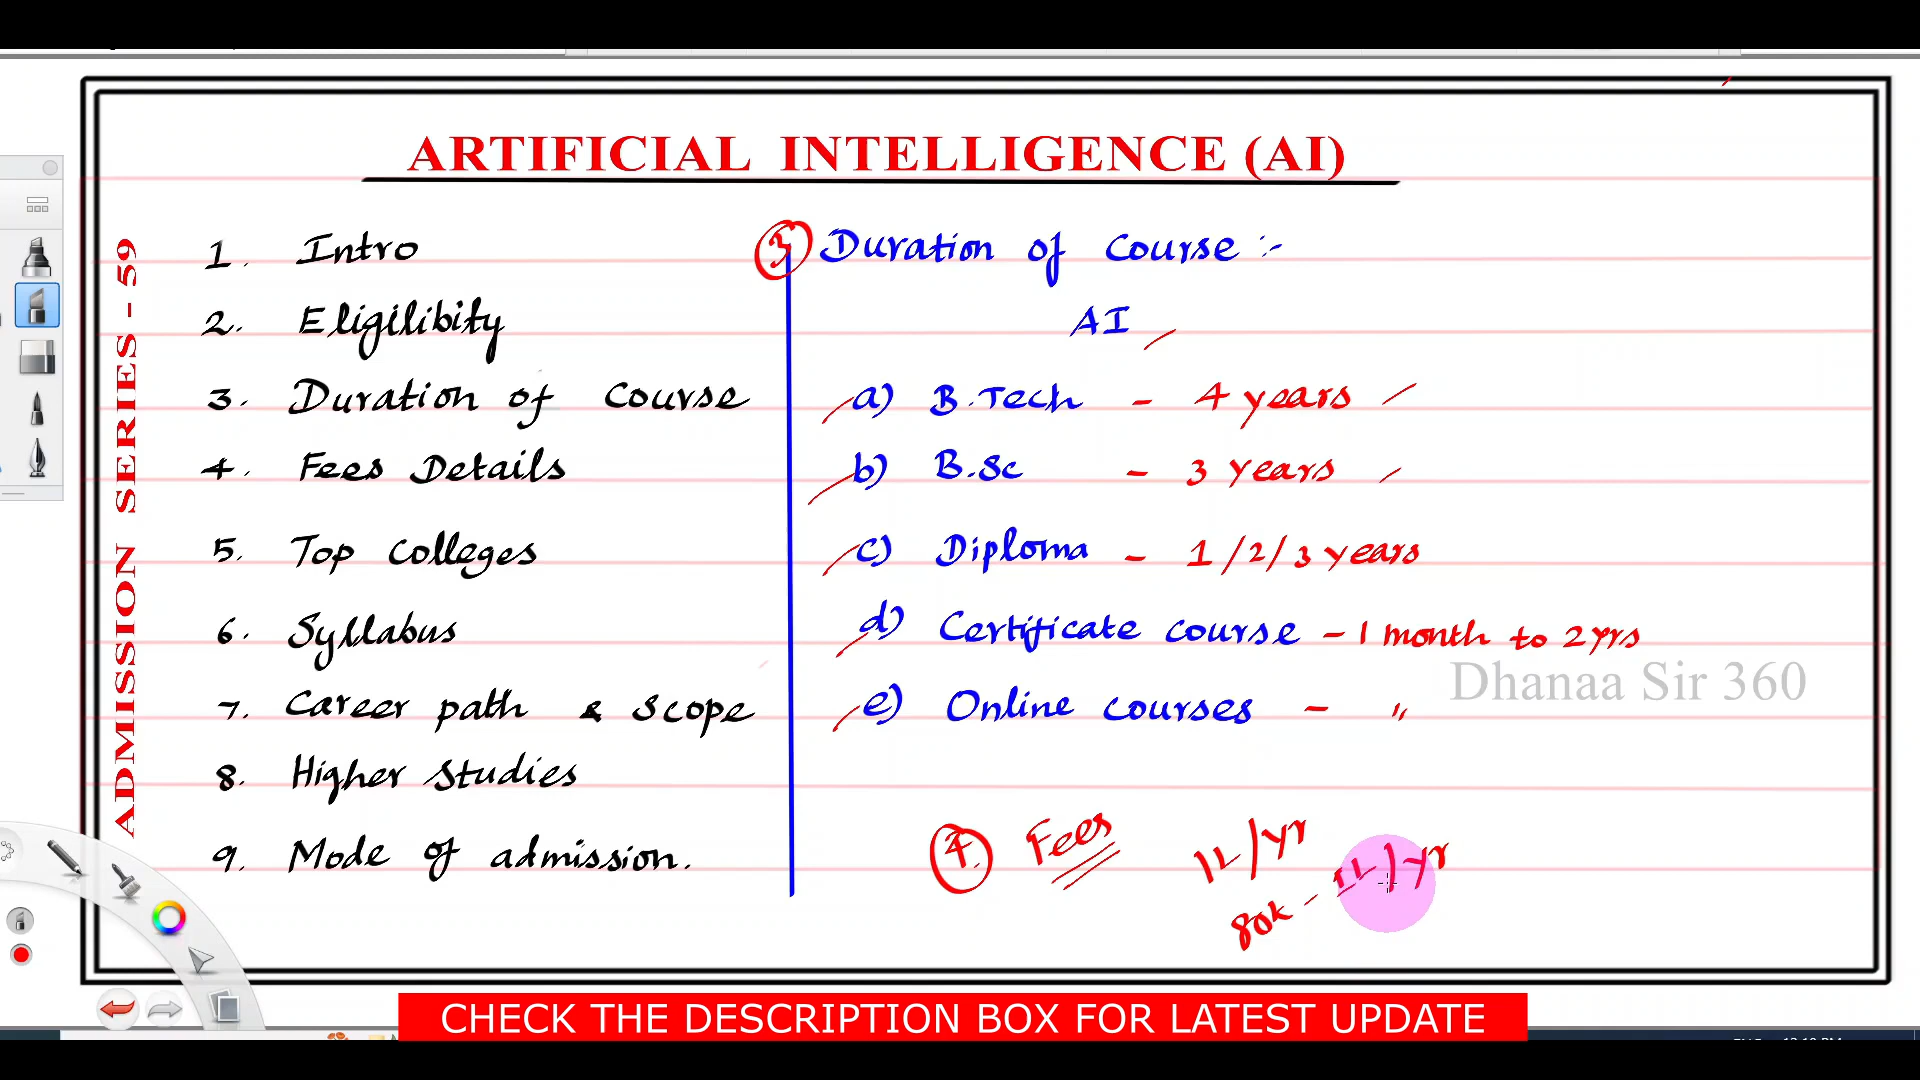 ARTIFICIAL INTELLIGENCE (AI)
ADMISSION SERIES - 59
1. Intro
2. Eligilibity
3. Duration of Course
4. Fees Details
5. Top Colleges
6. Syllabus
7. Career path & Scope
8. Higher Studies
9. Mode of admission.
3 Duration of Course :-
AI
a) B.Tech - 4 years
b) B.Sc - 3 Years
c) Diploma - 1/2/3 years
d) Certificate course - 1 month to 2 yrs
e) Online courses - "
Dhanaa Sir 360
4. Fees 1L/yr
80k - 1L/yr
CHECK THE DESCRIPTION BOX FOR LATEST UPDATE